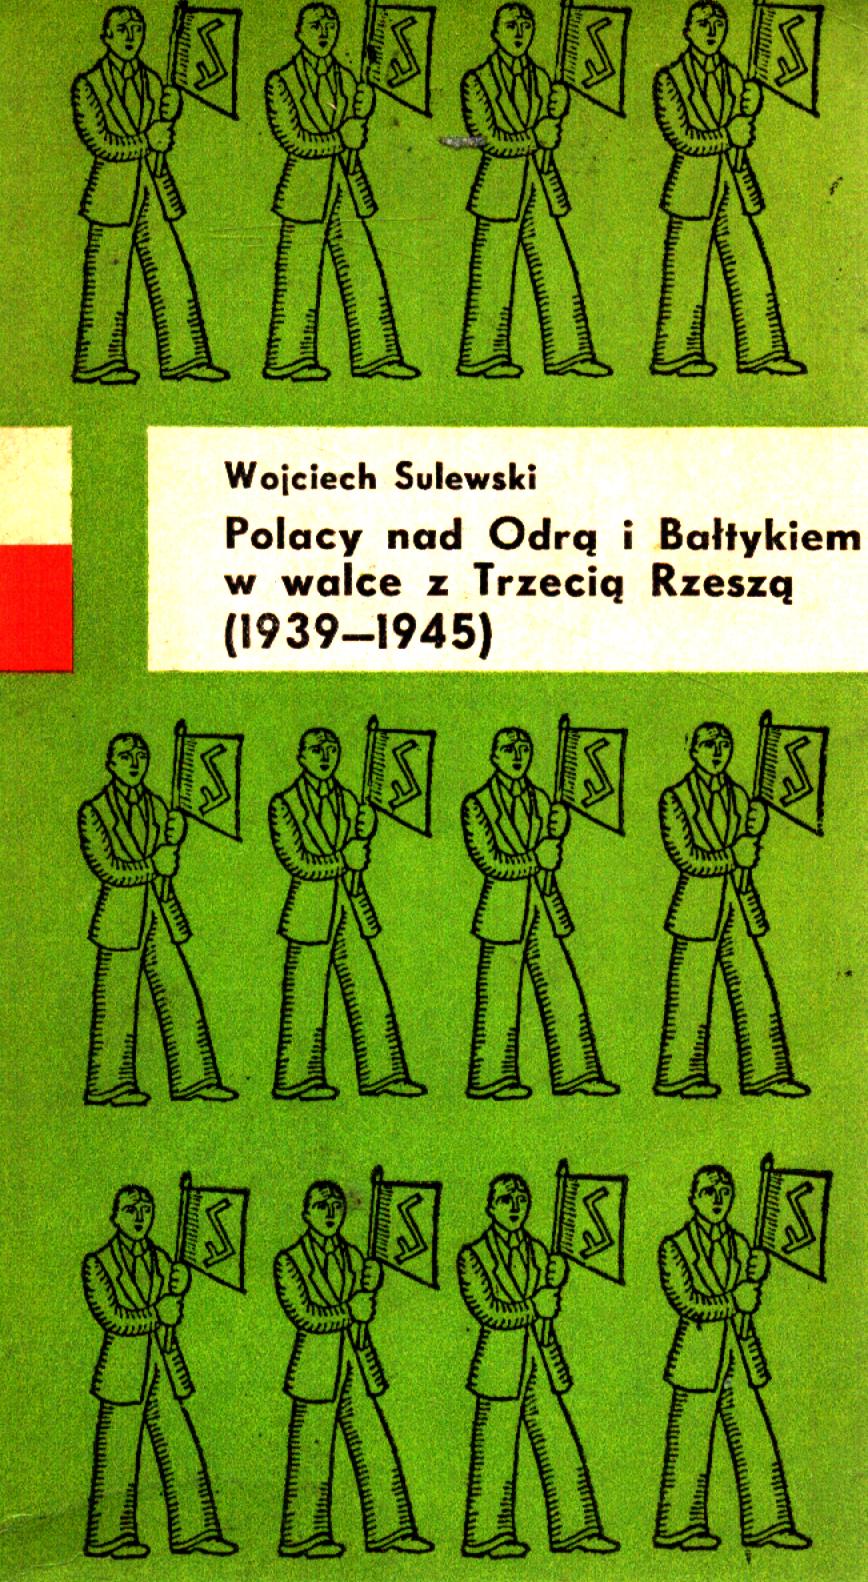 Wojciech Sulewski
Polacy nad Odrą i Bałtykiem
w walce z Trzecią Rzeszą
(1939—1945)